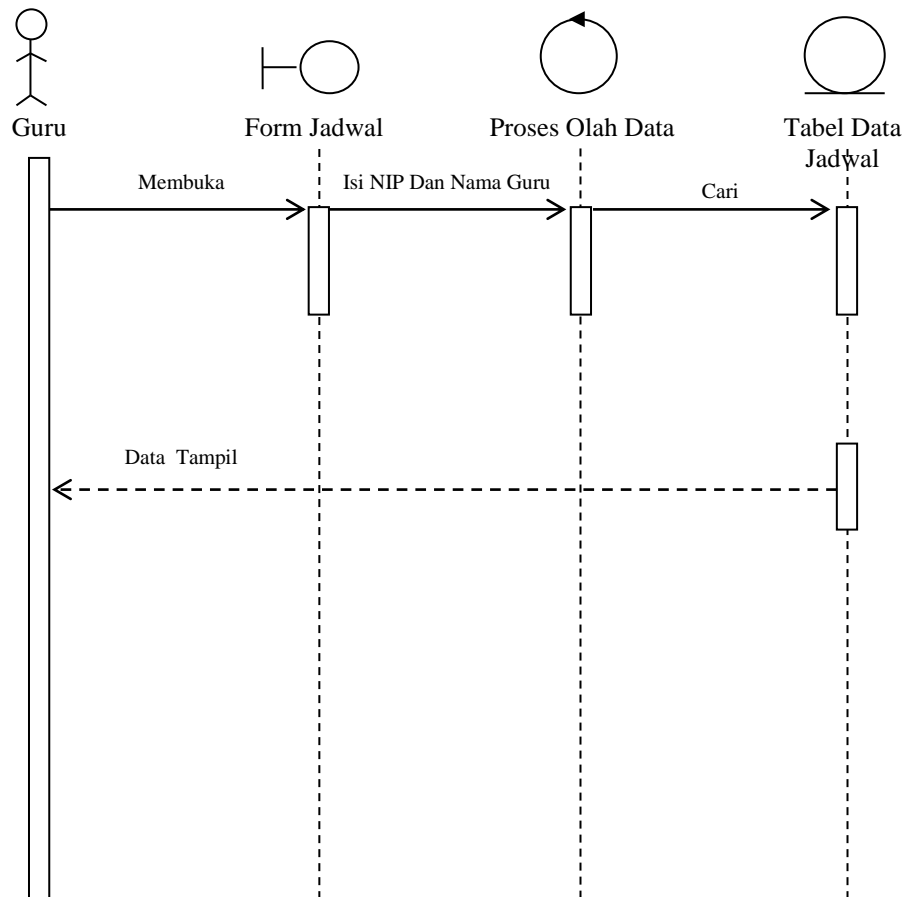 Guru
Form Jadwal
Proses Olah Data
Tabel Data
Jadwal
Membuka
Isi NIP Dan Nama Guru
Cari
Data  Tampil